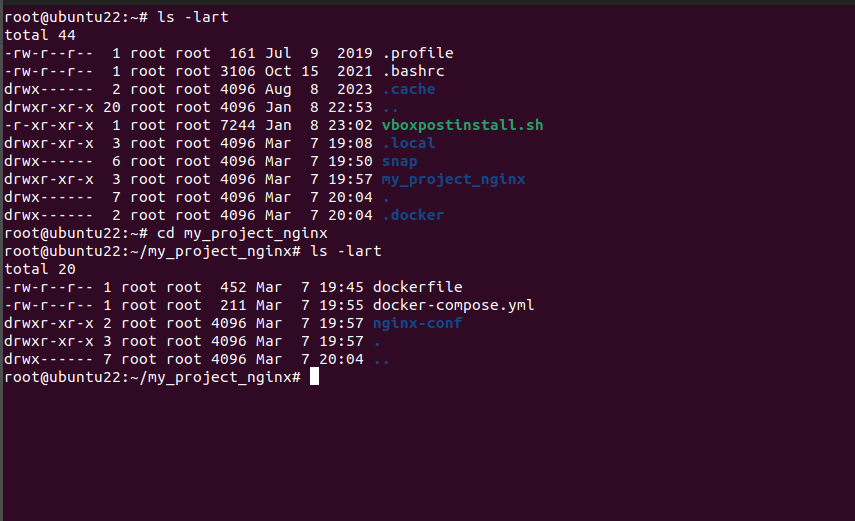 root@ubuntu22:~# ls -lart
total 44
-rw-r--r--  1 root root  161 Jul  9  2019 .profile
-rw-r--r--  1 root root 3106 Oct 15  2021 .bashrc
drwx------  2 root root 4096 Aug  8  2023 .cache
drwxr-xr-x 20 root root 4096 Jan  8 22:53 ..
-r-xr-xr-x  1 root root 7244 Jan  8 23:02 vboxpostinstall.sh
drwxr-xr-x  3 root root 4096 Mar  7 19:08 .local
drwx------  6 root root 4096 Mar  7 19:50 snap
drwxr-xr-x  3 root root 4096 Mar  7 19:57 my_project_nginx
drwx------  7 root root 4096 Mar  7 20:04 .
drwx------  2 root root 4096 Mar  7 20:04 .docker
root@ubuntu22:~# cd my_project_nginx
root@ubuntu22:~/my_project_nginx# ls -lart
total 20
-rw-r--r-- 1 root root  452 Mar  7 19:45 dockerfile
-rw-r--r-- 1 root root  211 Mar  7 19:55 docker-compose.yml
drwxr-xr-x 2 root root 4096 Mar  7 19:57 nginx-conf
drwxr-xr-x 3 root root 4096 Mar  7 19:57 .
drwx------ 7 root root 4096 Mar  7 20:04 ..
root@ubuntu22:~/my_project_nginx#